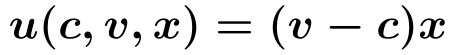 u(c, v, x) = (v − c)x